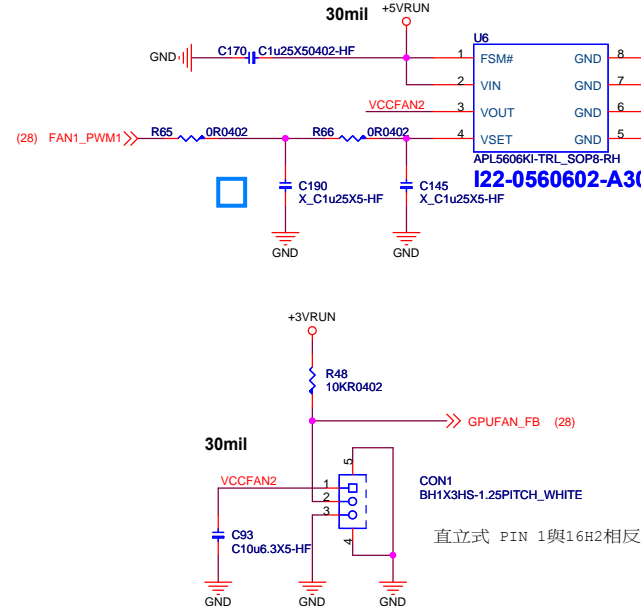 30mil
+5VRUN
U6
GND
C170
C1u25X50402-HF
1
FSM#
GND
8
2
VIN
GND
7
VCCFAN2
3
VOUT
GND
6
(28)
FAN1_PWM1
R65
0R0402
R66
0R0402
4
VSET
GND
5
APL5606KI-TRL_SOP8-RH
I22-0560602-A30
C190
X_C1u25X5-HF
C145
X_C1u25X5-HF
GND
GND
+3VRUN
R48
10KR0402
GPUFAN_FB
(28)
30mil
VCCFAN2
5
1
2
3
4
CON1
BH1X3HS-1.25PITCH_WHITE
C93
C10u6.3X5-HF
直立式 PIN 1與16H2相反
GND
GND
GND